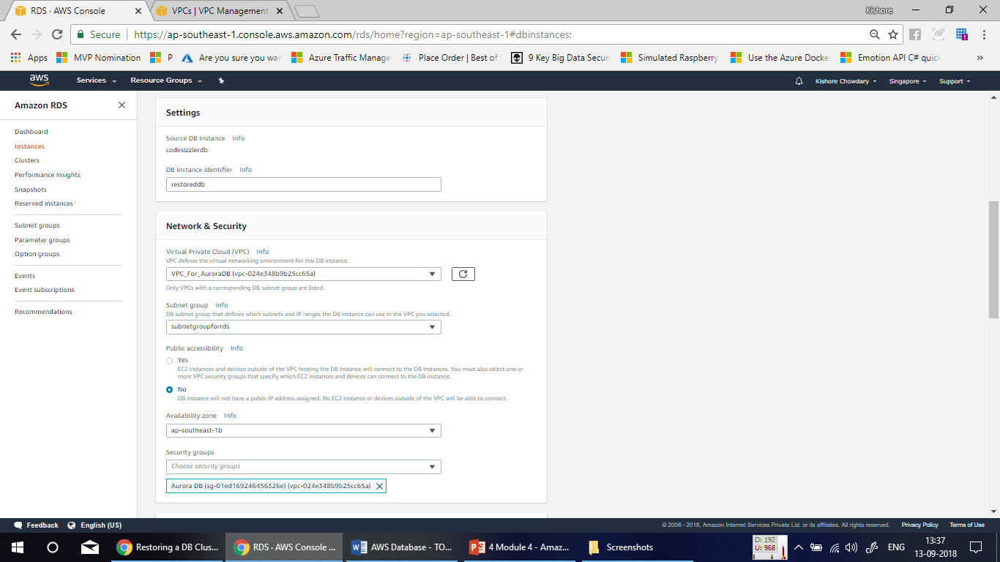 RDS · AWS Console
VPCs | VPC Management
Kishore
Secure
https://ap-southeast-1.console.aws.amazon.com/rds/home?region=ap-southeast-1#dbinstances:
Apps
MVP Nomination
P
Are you sure you wan
Azure Traffic Manage
Place Order | Best of
9 Key Big Data Securi
Simulated Raspberry
Use the Azure Docke
Emotion API C# quick
»
aws
Services
Resource Groups
Kishore Chowdary
Singapore
Support
Amazon RDS
Dashboard
Instances
Clusters
Performance Insights
Snapshots
Reserved instances
Subnet groups
Parameter groups
Option groups
Events
Event subscriptions
Recommendations
Settings
Source DB instance Info
codesizzlerdb
DB instance identifier Info
restoreddb
Network & Security
Virtual Private Cloud (VPC) Info
VPC defines the virtual networking environment for this DB instance.
VPC_For_AuroraDB (vpc-024e348b9b25cc65a)
Only VPCs with a corresponding DB subnet group are listed.
Subnet group Info
DB subnet group that defines which subnets and IP ranges the DB instance can use in the VPC you selected.
subnetgroupforrds
Public accessibility Info
Yes
EC2 instances and devices outside of the VPC hosting the DB instance will connect to the DB instances. You must also select one or
more VPC security groups that specify which EC2 instances and devices can connect to the DB instance.
No
DB instance will not have a public IP address assigned. No EC2 instance or devices outside of the VPC will be able to connect.
Availability zone Info
ap-southeast-1b
Security groups
Choose security groups
Aurora DB (sg-01ed169246456326e) (vpc-024e348b9b25cc65a)
Feedback
English (US)
© 2008 - 2018, Amazon Internet Services Private Ltd. or its affiliates. All rights reserved.
Privacy Policy
Terms of Use
Restoring a DB Clus...
RDS · AWS Console ...
AWS Database - TO...
4 Module 4 - Amaz...
Screenshots
D: 192
U: 968
ENG
13:37
13-09-2018